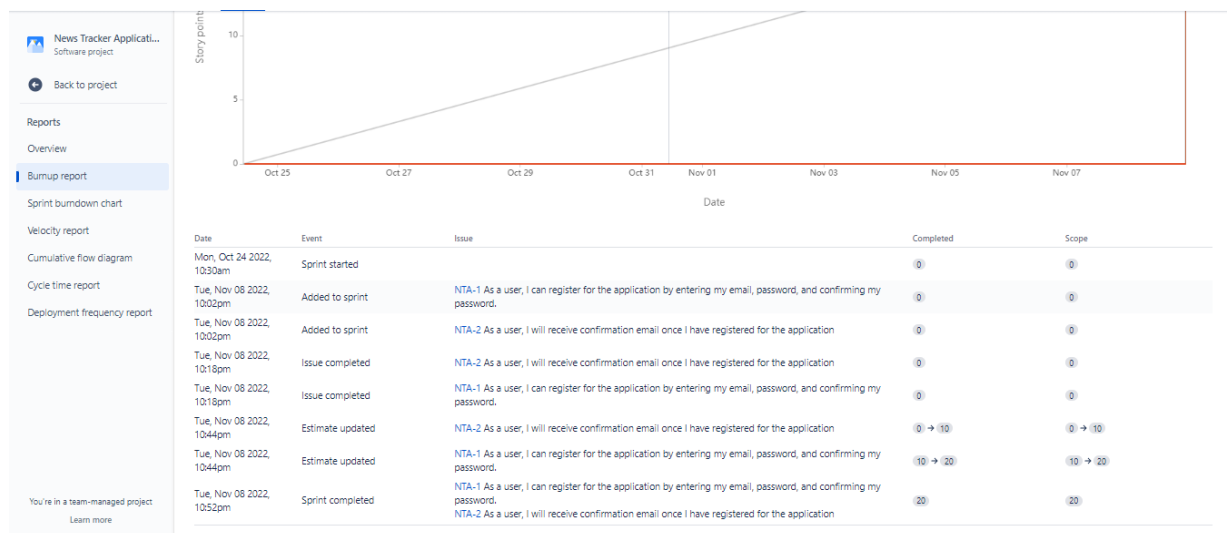 News Tracker Applicati...
Software project
Back to project
Reports
Overview
Burnup report
Sprint burndown chart
Velocity report
Cumulative flow diagram
Cycle time report
Deployment frequency report
You're in a team-managed project
Learn more
Story points
10
5
0
Oct 25 Oct 27 Oct 29 Oct 31 Nov 01 Nov 03 Nov 05 Nov 07
Date
Date Event Issue Completed Scope
Mon, Oct 24 2022,
10:30am Sprint started 0 0
Tue, Nov 08 2022,
10:02pm Added to sprint NTA-1 As a user, I can register for the application by entering my email, password, and confirming my
password. 0 0
Tue, Nov 08 2022,
10:02pm Added to sprint NTA-2 As a user, I will receive confirmation email once I have registered for the application 0 0
Tue, Nov 08 2022,
10:18pm Issue completed NTA-2 As a user, I will receive confirmation email once I have registered for the application 0 0
Tue, Nov 08 2022,
10:18pm Issue completed NTA-1 As a user, I can register for the application by entering my email, password, and confirming my
password. 0 0
Tue, Nov 08 2022,
10:44pm Estimate updated NTA-2 As a user, I will receive confirmation email once I have registered for the application 0 → 10 0 → 10
Tue, Nov 08 2022,
10:44pm Estimate updated NTA-1 As a user, I can register for the application by entering my email, password, and confirming my
password. 10 → 20 10 → 20
Tue, Nov 08 2022,
10:52pm Sprint completed NTA-1 As a user, I can register for the application by entering my email, password, and confirming my
password.
NTA-2 As a user, I will receive confirmation email once I have registered for the application 20 20